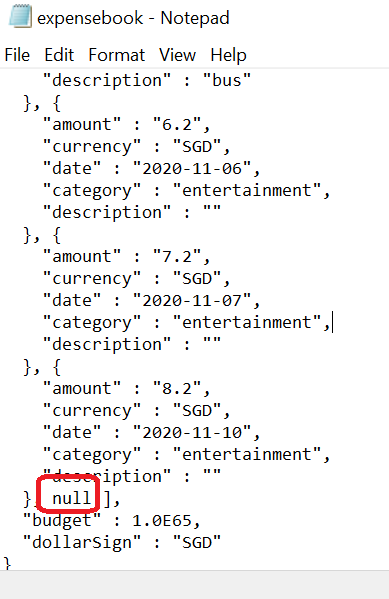 expensebook - Notepad
File Edit Format View Help
"description" : "bus"
}, {
"amount" : "6.2",
"currency" : "SGD",
"date" : "2020-11-06",
"category" : "entertainment",
"description" : ""
}, {
"amount" : "7.2",
"currency" : "SGD",
"date" : "2020-11-07",
"category" : "entertainment",
"description" : ""
}, {
"amount" : "8.2",
"currency" : "SGD",
"date" : "2020-11-10",
"category" : "entertainment",
"description" : ""
}, null ],
"budget" : 1.0E65,
"dollarSign" : "SGD"
}